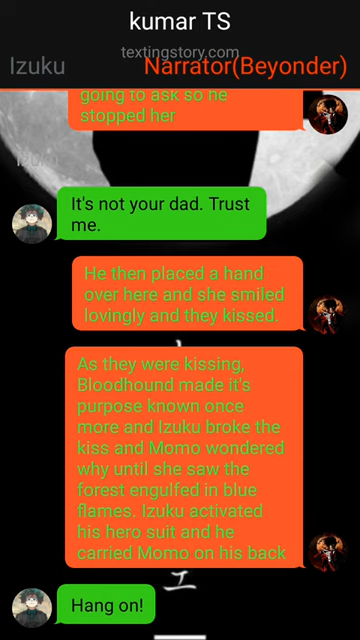 kumar TS
textingstory.com
Izuku
Narrator(Beyonder)
going to ask so he
stopped her
It's not your dad. Trust
me.
He then placed a hand
over here and she smiled
lovingly and they kissed.
As they were kissing,
Bloodhound made it's
purpose known once
more and Izuku broke the
kiss and Momo wondered
why until she saw the
forest engulfed in blue
flames. Izuku activated
his hero suit and he
carried Momo on his back
エ
Hang on!